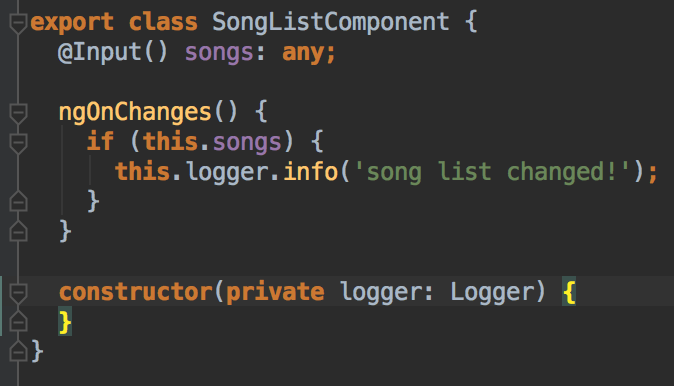 export class SongListComponent {
@Input() songs: any;
ngOnChanges() {
if (this.songs) {
this.logger.info('song list changed!');
}
}
constructor(private logger: Logger) {
}
}